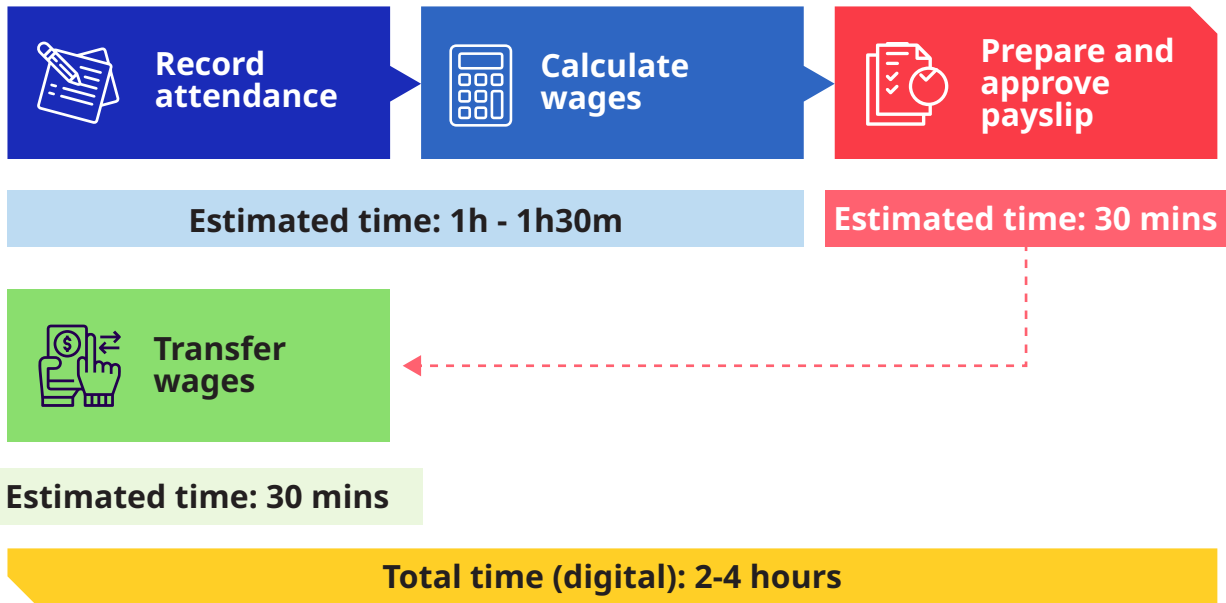 Record
attendance
Calculate
wages
Prepare and
approve
payslip
Estimated time: 1h - 1h30m
Estimated time: 30 mins
$
Transfer
wages
Estimated time: 30 mins
Total time (digital): 2-4 hours